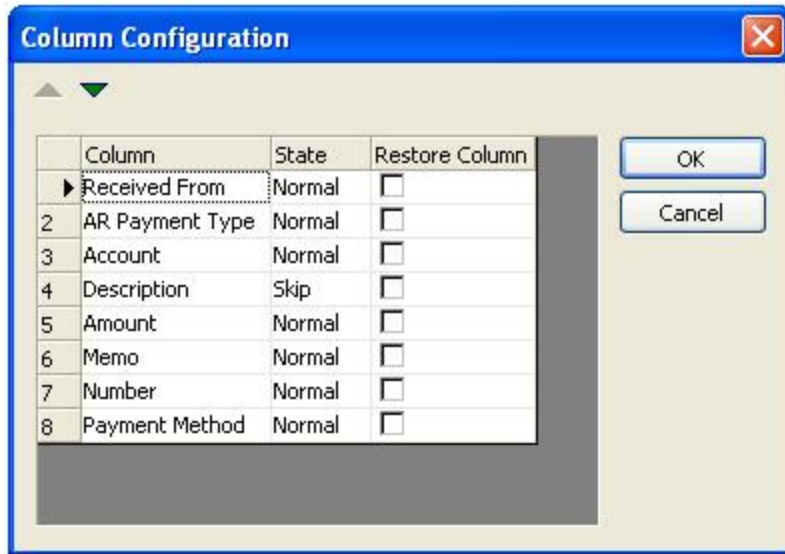 Column Configuration
Column State Restore Column
Received From Normal
2 AR Payment Type Normal
3 Account Normal
4 Description Skip
5 Amount Normal
6 Memo Normal
7 Number Normal
8 Payment Method Normal
OK
Cancel